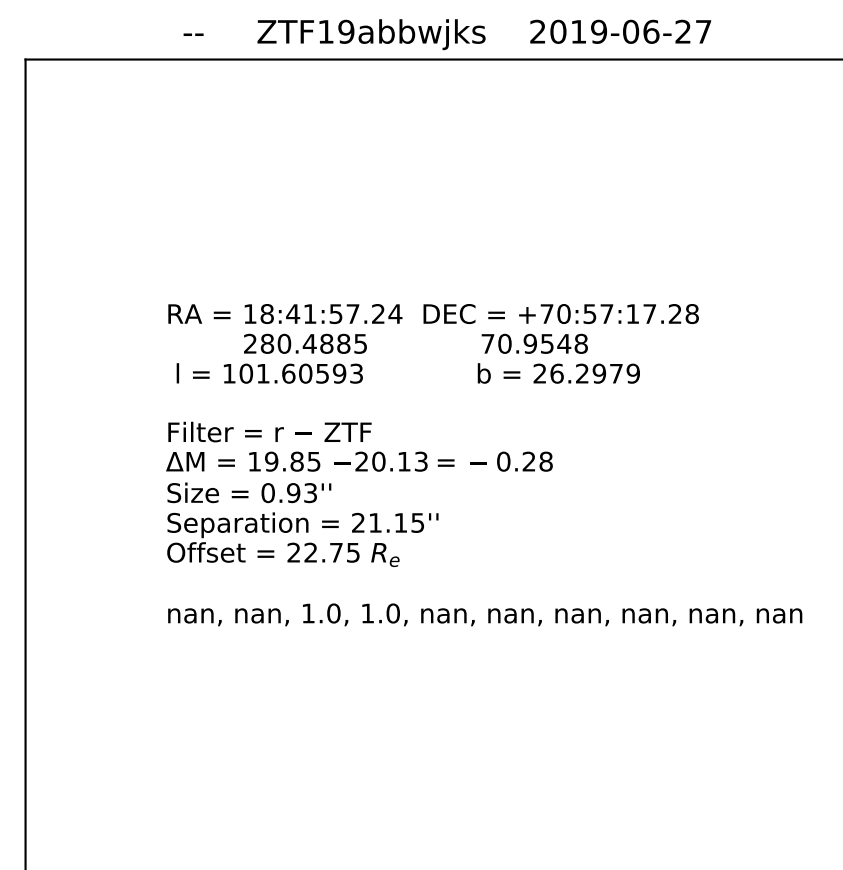 -- ZTF19abbwjks 2019-06-27
RA = 18:41:57.24 DEC = +70:57:17.28
280.4885 70.9548
l = 101.60593 b = 26.2979
Filter = r − ZTF
ΔM = 19.85 −20.13 = − 0.28
Size = 0.93''
Separation = 21.15''
Offset = 22.75 Re
nan, nan, 1.0, 1.0, nan, nan, nan, nan, nan, nan